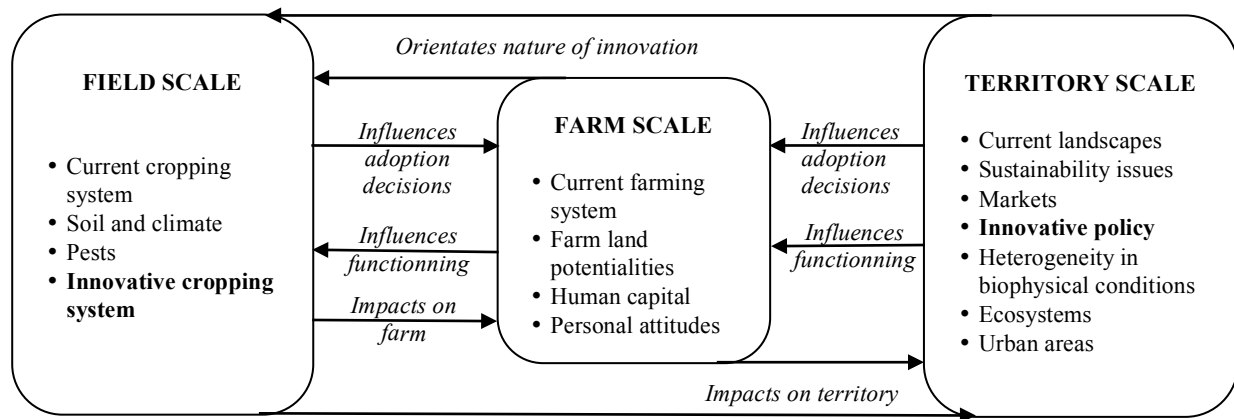 Orientates nature of innovation
FIELD SCALE
• Current cropping
system
• Soil and climate
• Pests
• Innovative cropping
system
Influences
adoption
decisions
Influences
functionning
Impacts on
farm
FARM SCALE
• Current farming
system
• Farm land
potentialities
• Human capital
• Personal attitudes
Influences
adoption
decisions
Influences
functionning
TERRITORY SCALE
• Current landscapes
• Sustainability issues
• Markets
• Innovative policy
• Heterogeneity in
biophysical conditions
• Ecosystems
• Urban areas
Impacts on territory